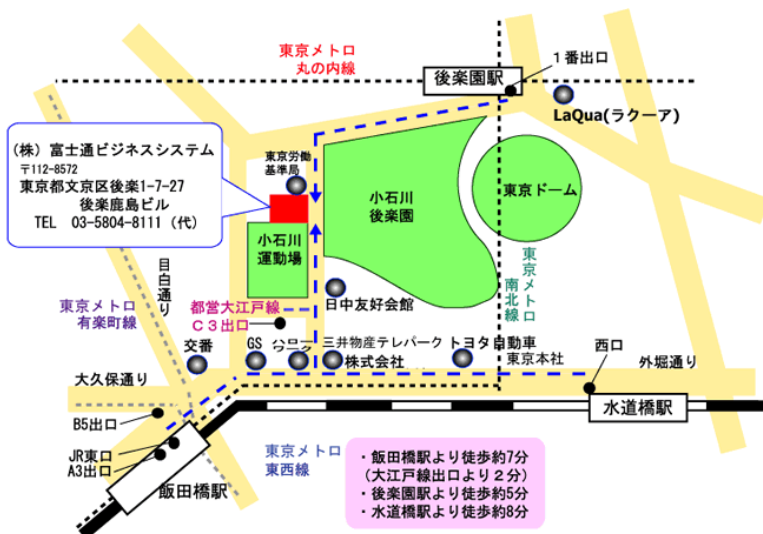 東京メトロ
丸の内線
後楽園駅
1番出口
LaQua(ラクーア)
(株)富士通ビジネスシステム
〒112-8572
東京都文京区後楽1-7-27
後楽鹿島ビル
TEL 03-5804-8111(代)
東京労働
基準局
小石川
後楽園
東京ドーム
小石川
運動場
目白通り
東京メトロ
有楽町線
都営大江戸線
C3出口
日中友好会館
東京メトロ
南北線
交番
GS
三井物産テレパーク
株式会社
トヨタ自動車
東京本社
西口
外堀通り
大久保通り
B5出口
JR東口
A3出口
飯田橋駅
水道橋駅
東京メトロ
東西線
・飯田橋駅より徒歩約7分
(大江戸線出口より2分)
・後楽園駅より徒歩約5分
・水道橋駅より徒歩約8分